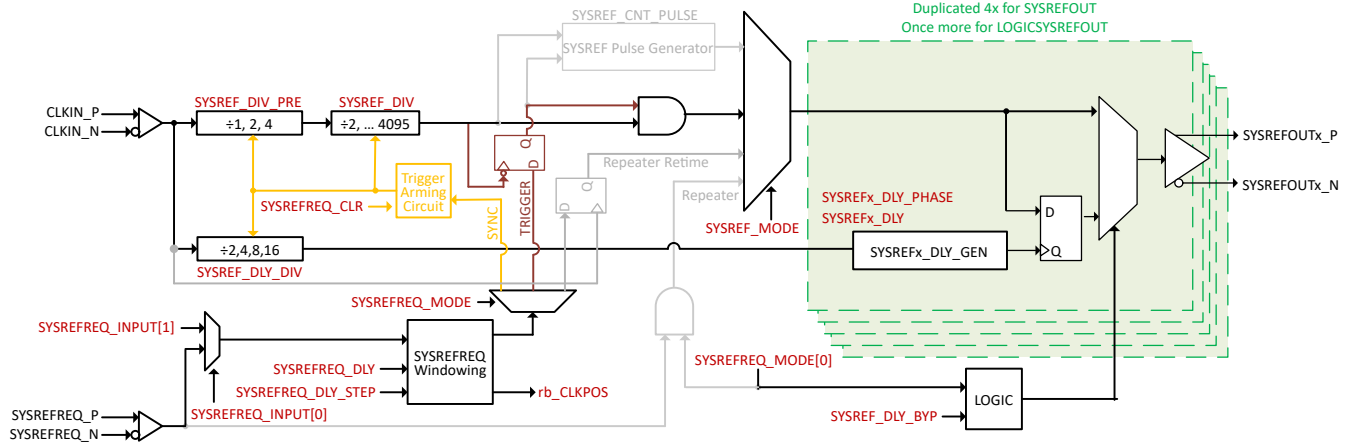 Duplicated 4x for SYSREFOUT
Once more for LOGICSYSREFOUT
SYSREF_CNT_PULSE
SYSREF Pulse Generator
CLKIN_P
CLKIN_N
SYSREF_DIV_PRE
÷1, 2, 4
SYSREF_DIV
÷2, ... 4095
Q
D
TRIGGER
Repeater Retime
Q
D
Repeater
Trigger
Arming
Circuit
SYSREFREQ_CLR
SYNC
SYSREF_MODE
÷2,4,8,16
SYSREF_DLY_DIV
SYSREFx_DLY_PHASE
SYSREFx_DLY
SYSREFx_DLY_GEN
D
Q
SYSREFOUTx_P
SYSREFOUTx_N
SYSREFREQ_MODE
SYSREFREQ_INPUT[1]
SYSREFREQ
Windowing
SYSREFREQ_DLY
SYSREFREQ_DLY_STEP
rb_CLKPOS
SYSREFREQ_INPUT[0]
SYSREFREQ_P
SYSREFREQ_N
SYSREFREQ_MODE[0]
SYSREF_DLY_BYP
LOGIC